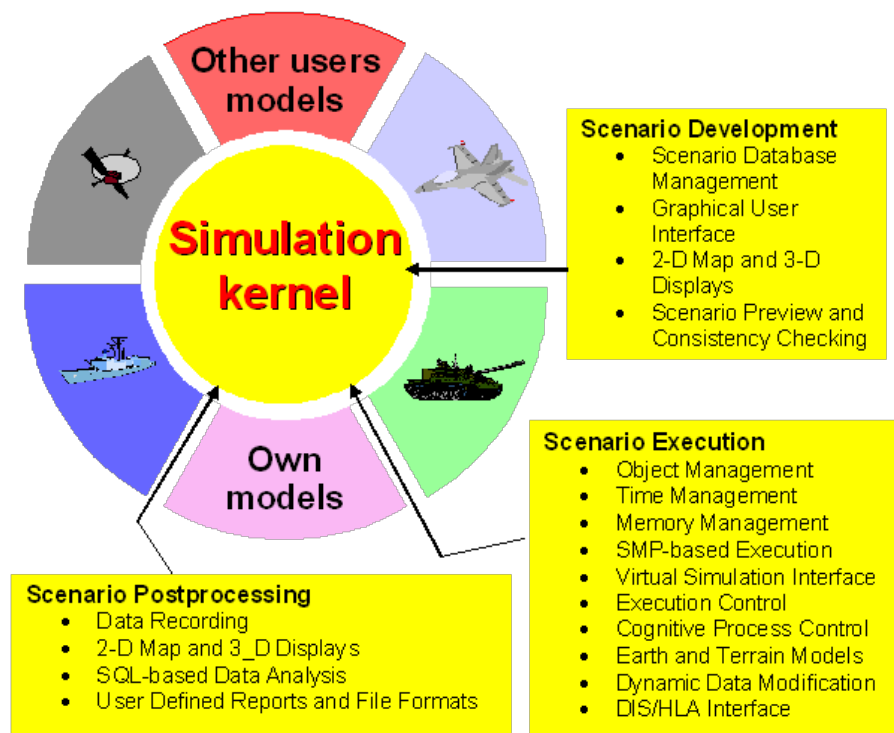 Other users
models
Simulation
kernel
Own
models
Scenario Development
• Scenario Database
Management
• Graphical User
Interface
• 2-D Map and 3-D
Displays
• Scenario Preview and
Consistency Checking
Scenario Execution
• Object Management
• Time Management
• Memory Management
• SMP-based Execution
• Virtual Simulation Interface
• Execution Control
• Cognitive Process Control
• Earth and Terrain Models
• Dynamic Data Modification
• DIS/HLA Interface
Scenario Postprocessing
• Data Recording
• 2-D Map and 3_D Displays
• SQL-based Data Analysis
• User Defined Reports and File Formats